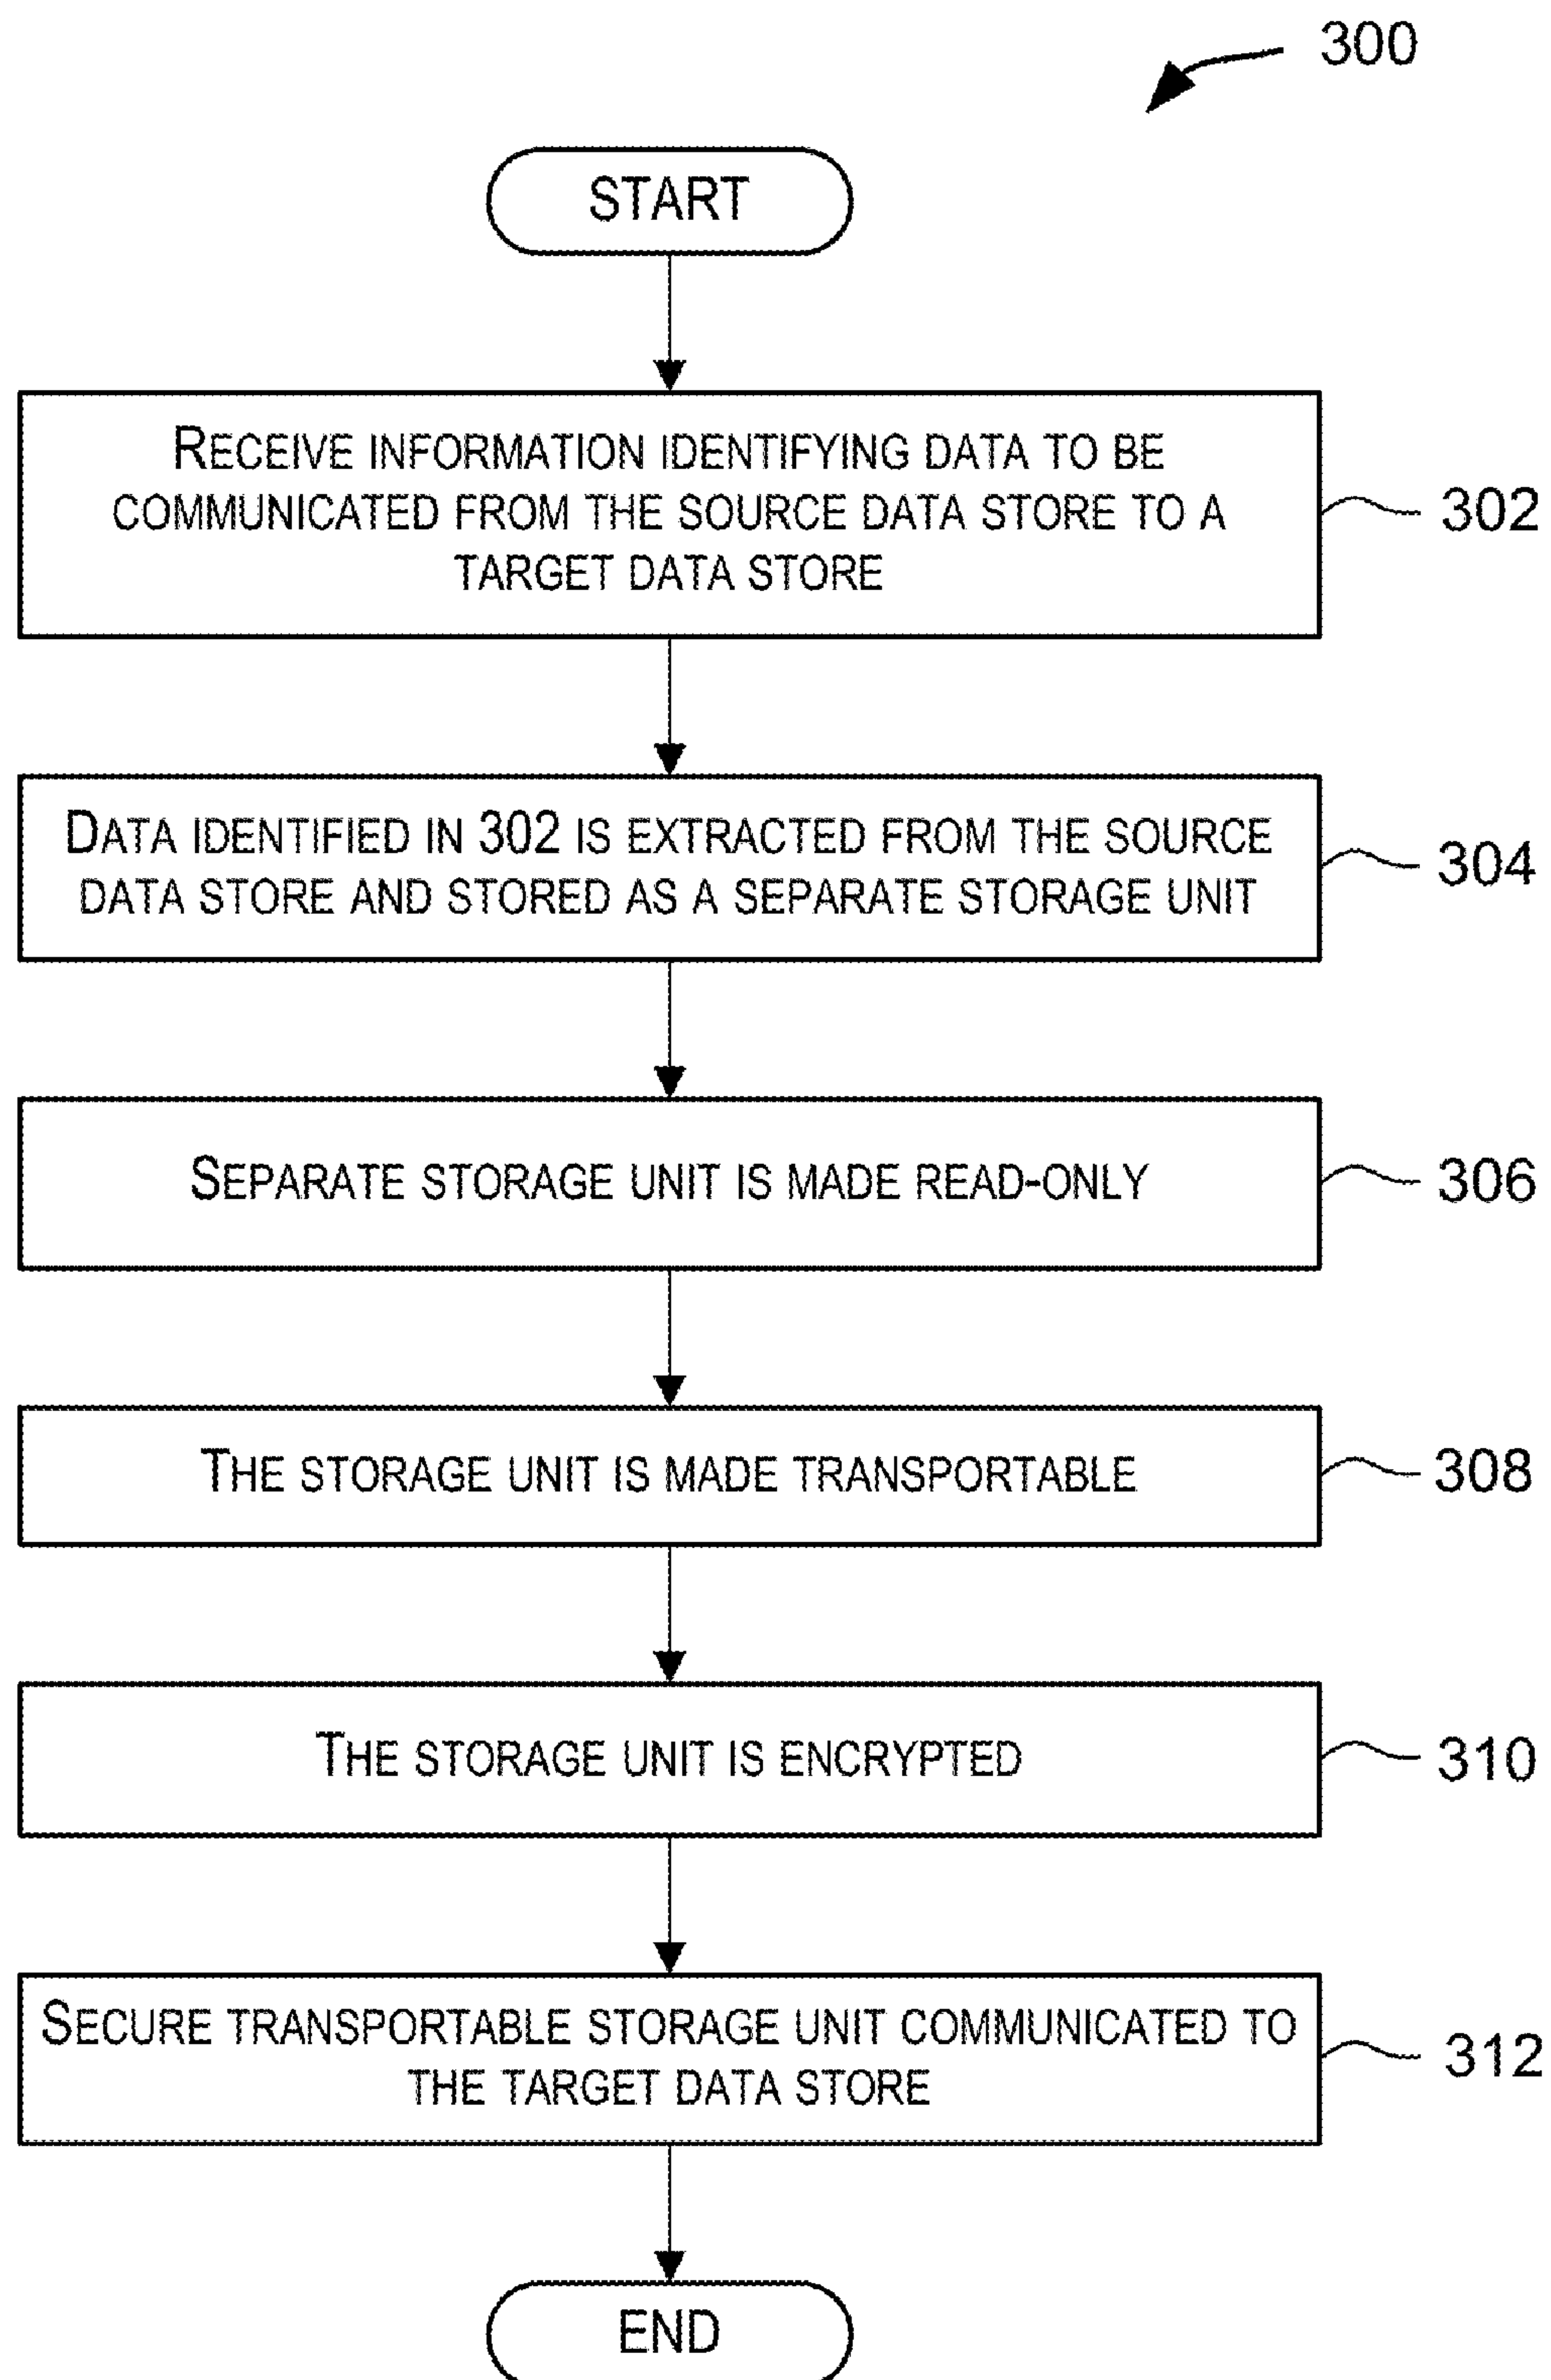 300
START
RECEIVE INFORMATION IDENTIFYING DATA TO BE
COMMUNICATED FROM THE SOURCE DATA STORE TO A
TARGET DATA STORE
302
DATA IDENTIFIED IN 302 IS EXTRACTED FROM THE SOURCE
DATA STORE AND STORED AS A SEPARATE STORAGE UNIT
304
SEPARATE STORAGE UNIT IS MADE READ-ONLY
306
THE STORAGE UNIT IS MADE TRANSPORTABLE
308
THE STORAGE UNIT IS ENCRYPTED
310
SECURE TRANSPORTABLE STORAGE UNIT COMMUNICATED TO
THE TARGET DATA STORE
312
END